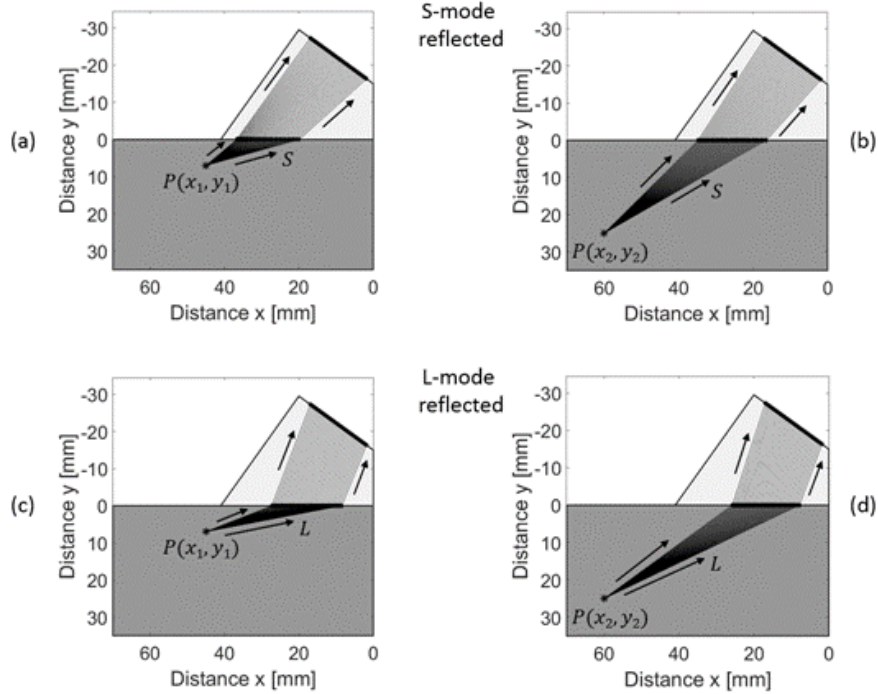 S-mode
reflected
(a)
Distance y [mm]
-30
-20
-10
0
10
20
30
P(x₁, y₁)
S
60
40
20
0
Distance x [mm]
(b)
Distance y [mm]
-30
-20
-10
0
10
20
30
P(x₂, y₂)
S
60
40
20
0
Distance x [mm]
L-mode
reflected
(c)
Distance y [mm]
-30
-20
-10
0
10
20
30
P(x₁, y₁)
L
60
40
20
0
Distance x [mm]
(d)
Distance y [mm]
-30
-20
-10
0
10
20
30
P(x₂, y₂)
L
60
40
20
0
Distance x [mm]